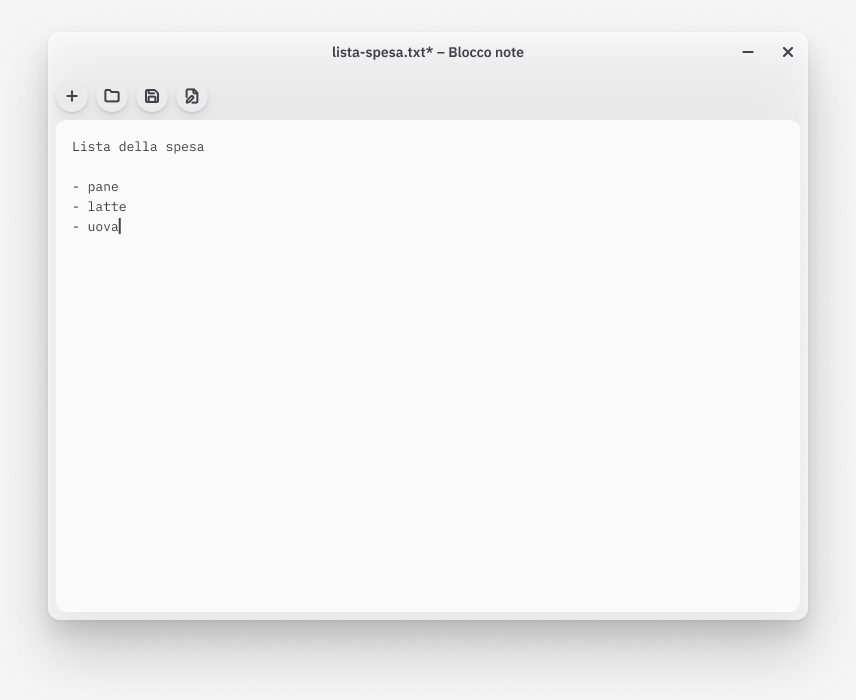 lista-spesa.txt* – Blocco note
Lista della spesa
- pane
- latte
- uova